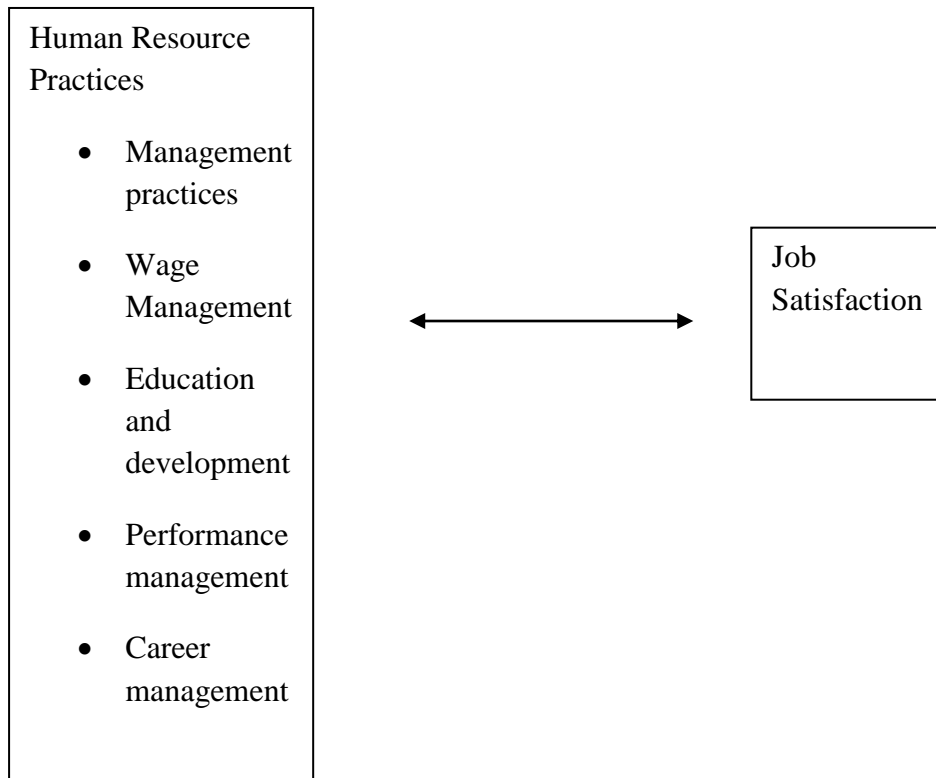 Human Resource
Practices
• Management
practices
• Wage
Management
• Education
and
development
• Performance
management
• Career
management
Job
Satisfaction